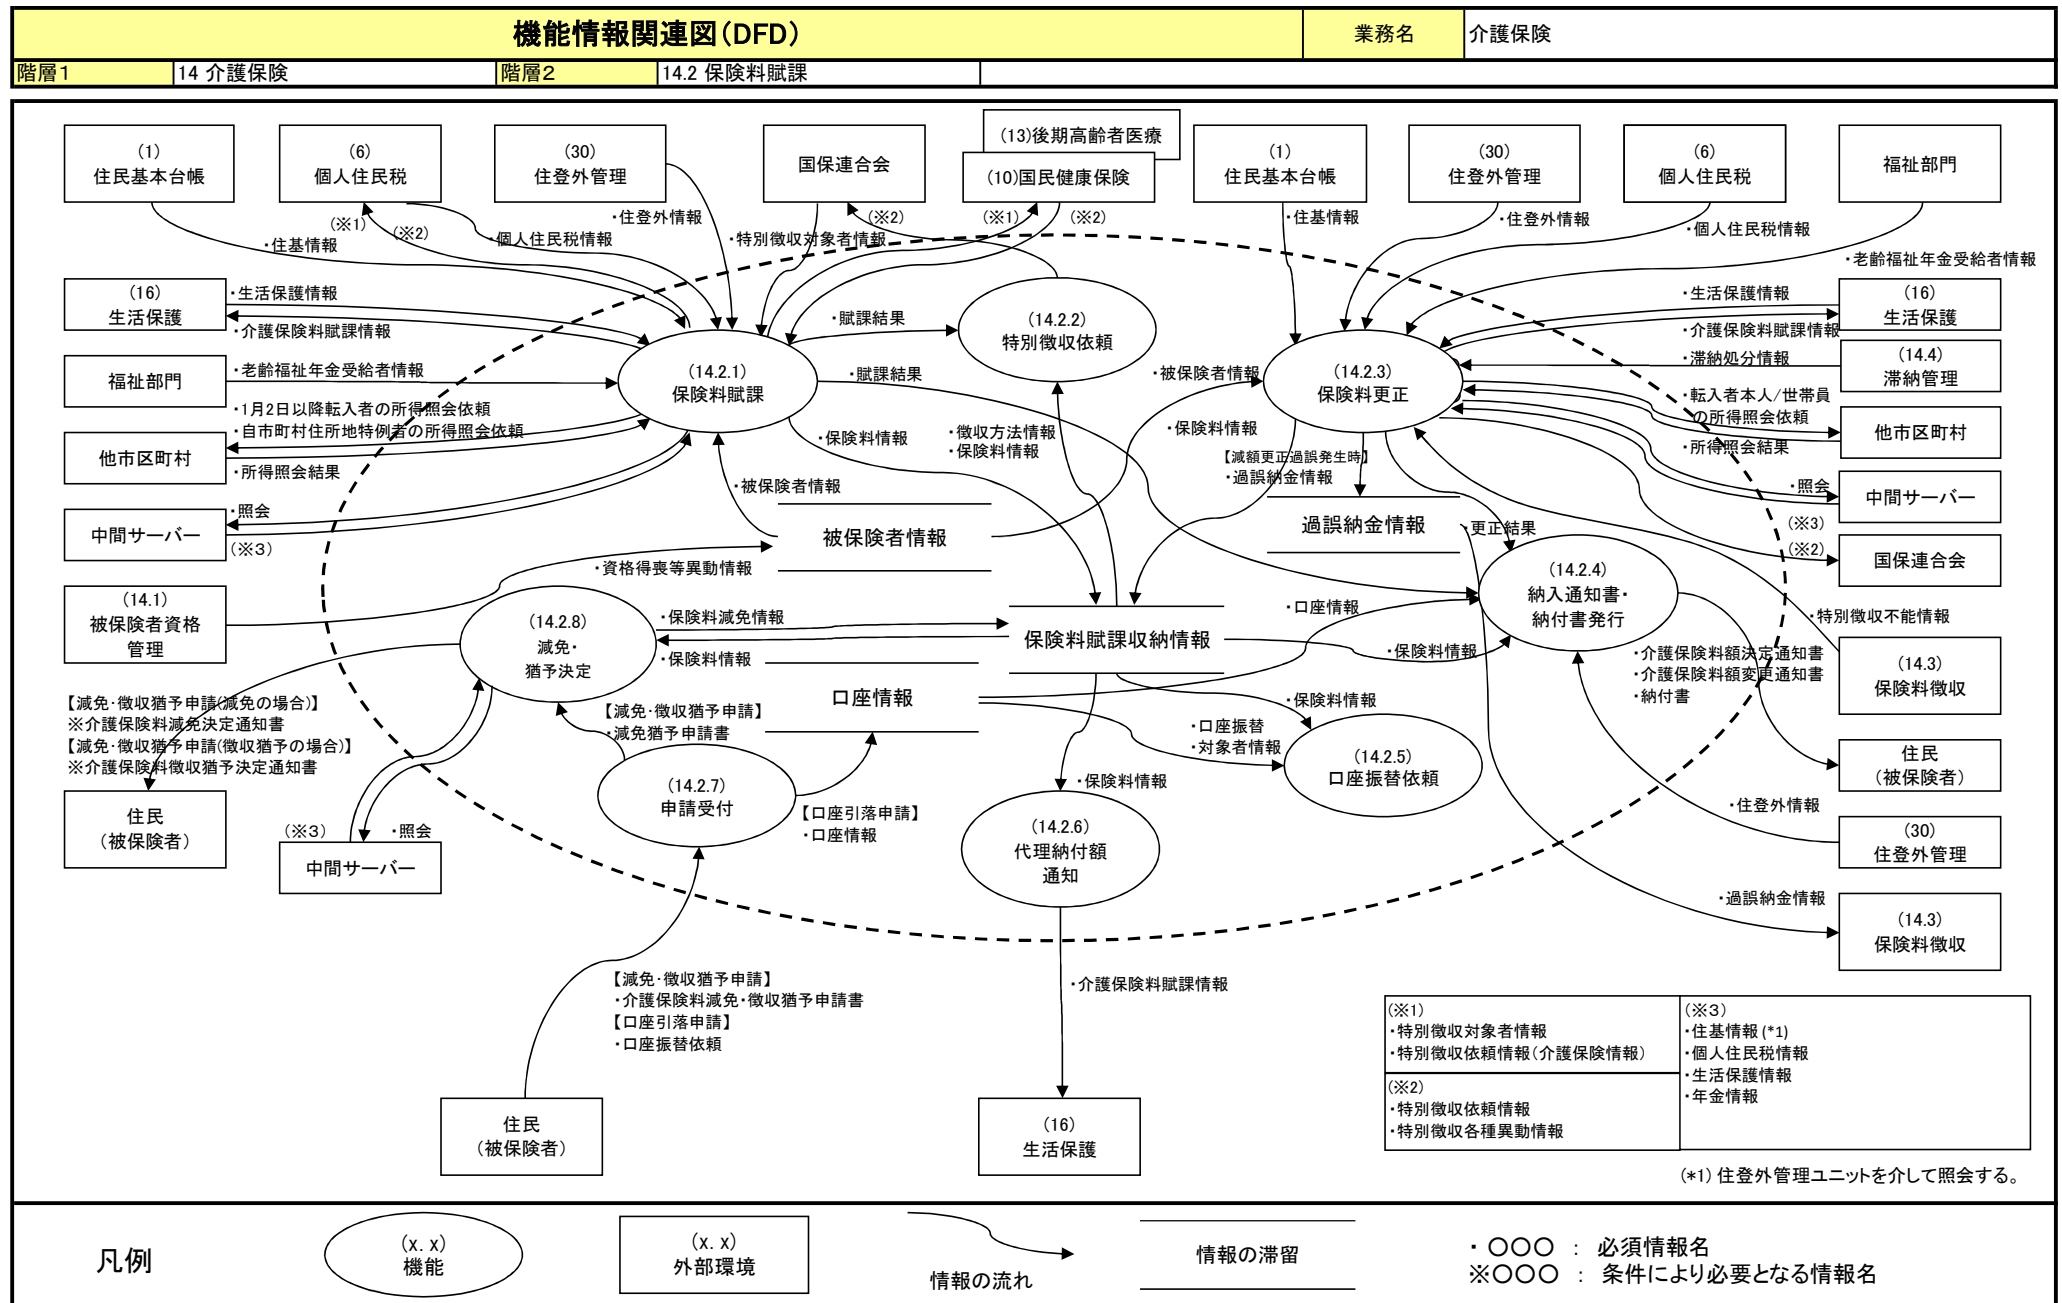 機能情報関連図(DFD)
業務名
介護保険
階層1
14 介護保険
階層2
14.2 保険料賦課
(1)
住民基本台帳
(6)
個人住民税
(30)
住登外管理
国保連合会
(13)後期高齢者医療
(10)国民健康保険
(1)
住民基本台帳
(30)
住登外管理
(6)
個人住民税
福祉部門
・住基情報
(※1)
(※2)
・個人住民税情報
・住登外情報
・特別徴収対象者情報
(※2)
(※1)
(※2)
・住基情報
・住登外情報
・個人住民税情報
・老齢福祉年金受給者情報
(16)
生活保護
・生活保護情報
・介護保険料賦課情報
福祉部門
・老齢福祉年金受給者情報
・1月2日以降転入者の所得照会依頼
・自市町村住所地特例者の所得照会依頼
他市区町村
・所得照会結果
・照会
中間サーバー
(※3)
(14.1)
被保険者資格
管理
・資格得喪等異動情報
(14.2.1)
保険料賦課
・賦課結果
(14.2.2)
特別徴収依頼
・賦課結果
・保険料情報
・徴収方法情報
・保険料情報
・被保険者情報
被保険者情報
・被保険者情報
(14.2.3)
保険料更正
・保険料情報
【減額更正過誤発生時】
・過誤納金情報
過誤納金情報
・更正結果
・生活保護情報
(16)
生活保護
・介護保険料賦課情報
・滞納処分情報
(14.4)
滞納管理
・転入者本人/世帯員
の所得照会依頼
他市区町村
・所得照会結果
・照会
中間サーバー
(※3)
(※2)
国保連合会
(14.2.4)
納入通知書・
納付書発行
・特別徴収不能情報
(14.3)
保険料徴収
・介護保険料額決定通知書
・介護保険料額変更通知書
・納付書
(14.2.8)
減免・
猶予決定
・保険料減免情報
・保険料情報
保険料賦課収納情報
・口座情報
・保険料情報
口座情報
・保険料情報
・口座振替
・対象者情報
(14.2.5)
口座振替依頼
【減免・徴収猶予申請(減免の場合)】
※介護保険料減免決定通知書
【減免・徴収猶予申請(徴収猶予の場合)】
※介護保険料徴収猶予決定通知書
住民
(被保険者)
(※3)
・照会
中間サーバー
【減免・徴収猶予申請】
・減免猶予申請書
(14.2.7)
申請受付
【口座引落申請】
・口座情報
・保険料情報
(14.2.6)
代理納付額
通知
住民
(被保険者)
・住登外情報
(30)
住登外管理
・過誤納金情報
(14.3)
保険料徴収
【減免・徴収猶予申請】
・介護保険料減免・徴収猶予申請書
【口座引落申請】
・口座振替依頼
・介護保険料賦課情報
住民
(被保険者)
(16)
生活保護
(※1)
・特別徴収対象者情報
・特別徴収依頼情報(介護保険情報)
(※2)
・特別徴収依頼情報
・特別徴収各種異動情報
(※3)
・住基情報(*1)
・個人住民税情報
・生活保護情報
・年金情報
(*1) 住登外管理ユニットを介して照会する。
凡例
(x. x)
機能
(x. x)
外部環境
情報の流れ
情報の滞留
・ 〇〇〇 : 必須情報名
※〇〇〇 : 条件により必要となる情報名